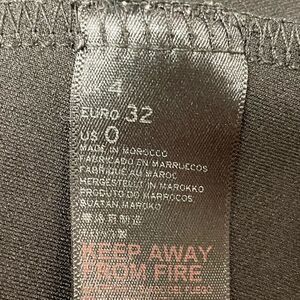 4
EURO 32
US 0
MADE IN MOROCCO
FABRICADO EN MARRUECOS
FABRIQUE AU MAROC
HERGESTELLT IN MAROKKO
PRODUTO DO MARROCOS
BUATAN MAROKO
KEEP AWAY
FROM FIRE